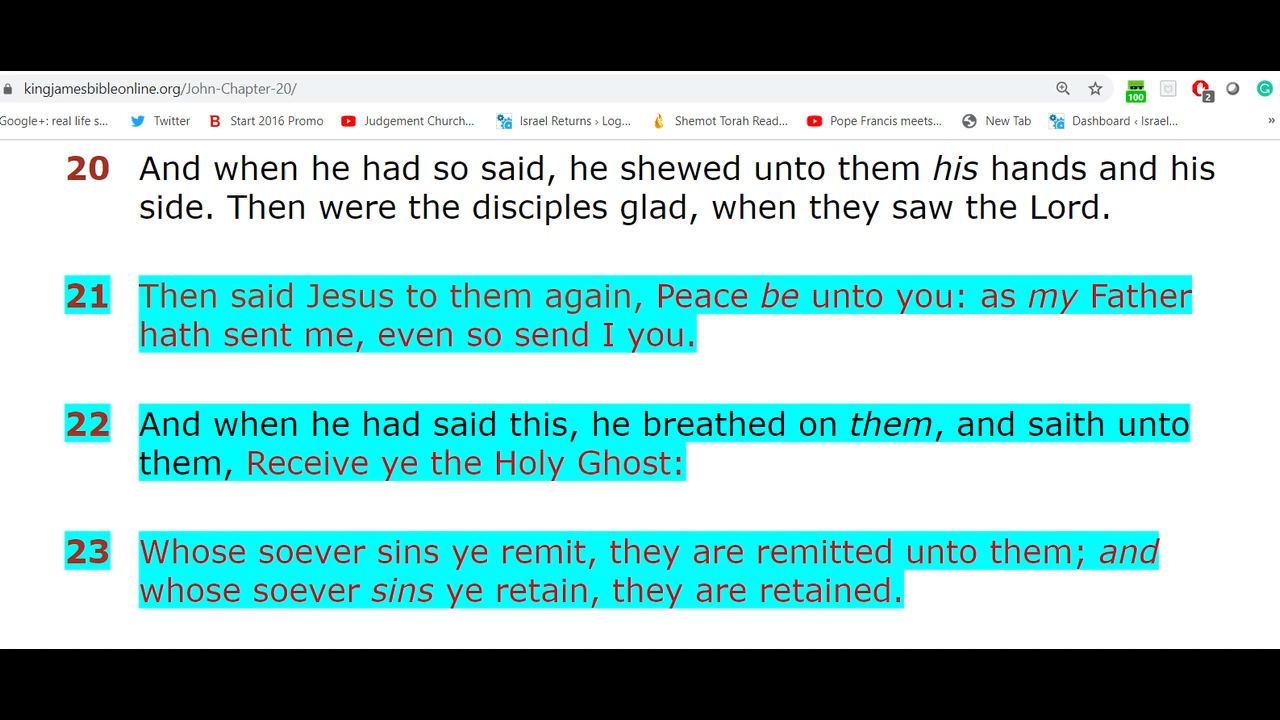 kingjamesbibleonline.org/John-Chapter-20/
100
2
Google+: real life s... Twitter Start 2016 Promo Judgement Church... Israel Returns › Log... Shemot Torah Read... Pope Francis meets... New Tab Dashboard ‹ Israel... »
20 And when he had so said, he shewed unto them his hands and his
side. Then were the disciples glad, when they saw the Lord.
21 Then said Jesus to them again, Peace be unto you: as my Father
hath sent me, even so send I you.
22 And when he had said this, he breathed on them, and saith unto
them, Receive ye the Holy Ghost:
23 Whose soever sins ye remit, they are remitted unto them; and
whose soever sins ye retain, they are retained.